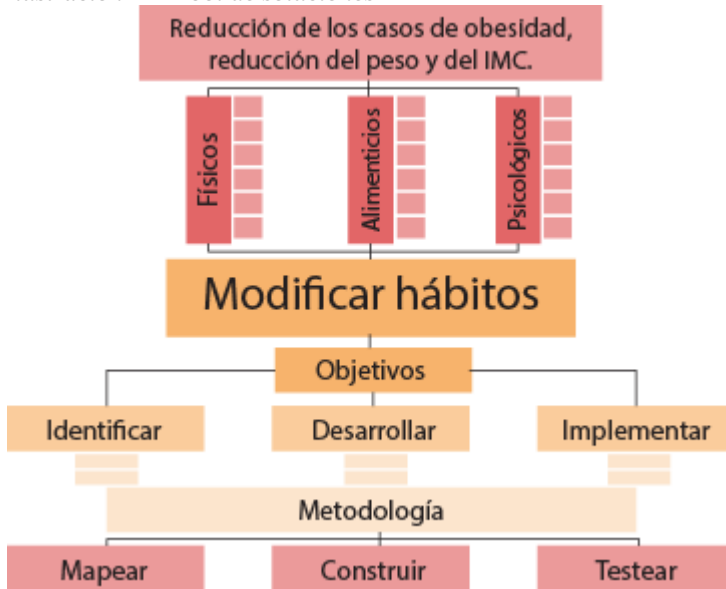 Reducción de los casos de obesidad,
reducción del peso y del IMC.
Físicos
Alimenticios
Psicológicos
Modificar hábitos
Objetivos
Identificar
Desarrollar
Implementar
Metodología
Mapear
Construir
Testear